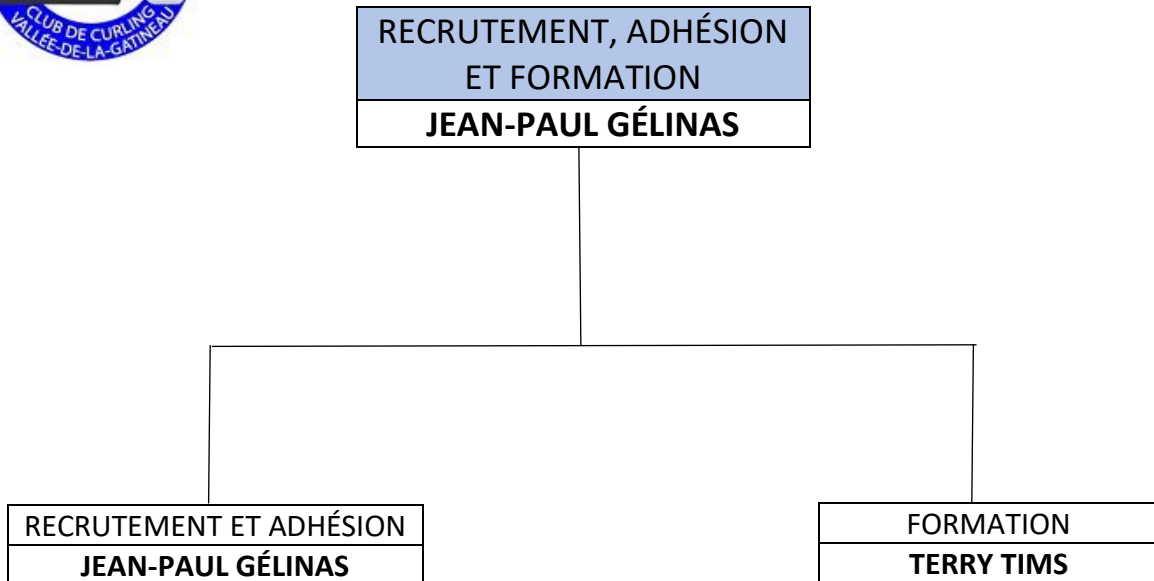 CLUB DE CURLING
VALLÉE-DE-LA-GATINEAU
RECRUTEMENT, ADHÉSION
ET FORMATION
JEAN-PAUL GÉLINAS
RECRUTEMENT ET ADHÉSION
JEAN-PAUL GÉLINAS
FORMATION
TERRY TIMS